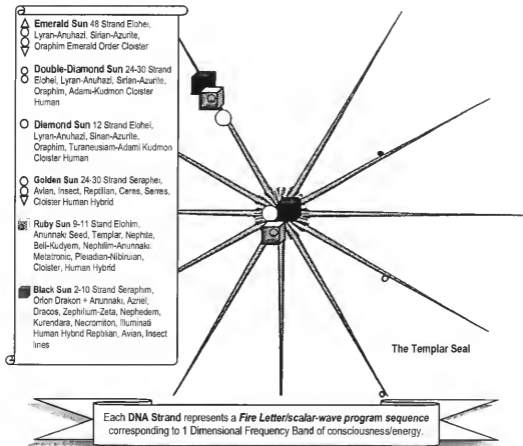 Emerald Sun 48 Strand Elohei,
Lyran-Anuhazi, Sirian-Azurite,
Oraphim Emerald Order Cloister
Double-Diamond Sun 24-30 Strand
Elohei, Lyran-Anuhazi, Sirian-Azurite,
Oraphim, Adami-Kudmon Cloister
Human
Diamond Sun 12 Strand Elohei,
Lyran-Anuhazi, Sirian-Azurite,
Oraphim, Turaneusiam-Adami Kudmon
Cloister Human
Golden Sun 24-30 Strand Seraphei,
Avian, Insect, Reptilian, Ceres, Serres,
Cloister Human Hybrid
Ruby Sun 9-11 Stand Elohim,
Anunnaki Seed, Templar, Nephite,
Beli-Kudyem, Nephilim-Anunnaki,
Metatronic, Pleiadian-Nibiruan,
Cloister, Human Hybrid
Black Sun 2-10 Strand Seraphim,
Orion Drakon + Anunnaki, Aznel,
Dracos, Zephilium-Zeta, Nephedem,
Kurendara, Necromiton, Illuminati
Human Hybrid Reptilian, Avian, Insect
lines
The Templar Seal
Each DNA Strand represents a Fire Letter/scalar-wave program sequence
corresponding to 1 Dimensional Frequency Band of consciousness/energy.